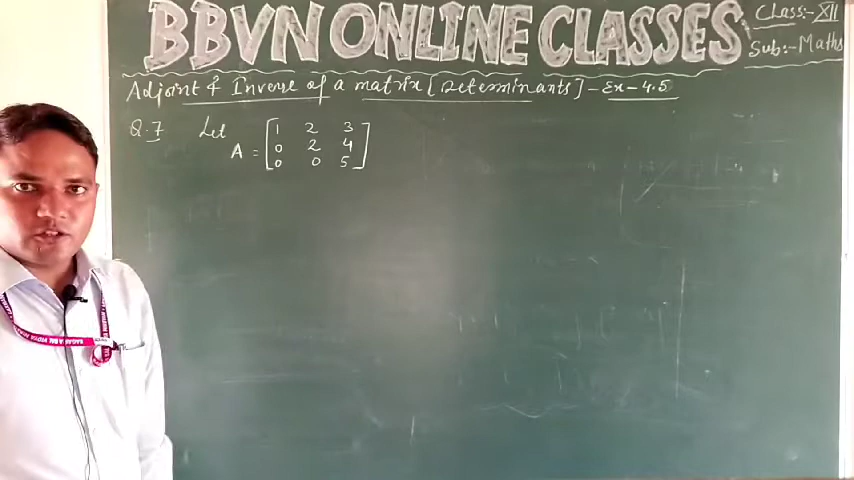 BBVN ONLINE CLASSES
Class:- XII
Sub:- Maths
Adjoint & Inverse of a matrix [Determinants] - Ex - 4.5
Q.7 Let
A = [1 2 3
0 2 4
0 0 5]